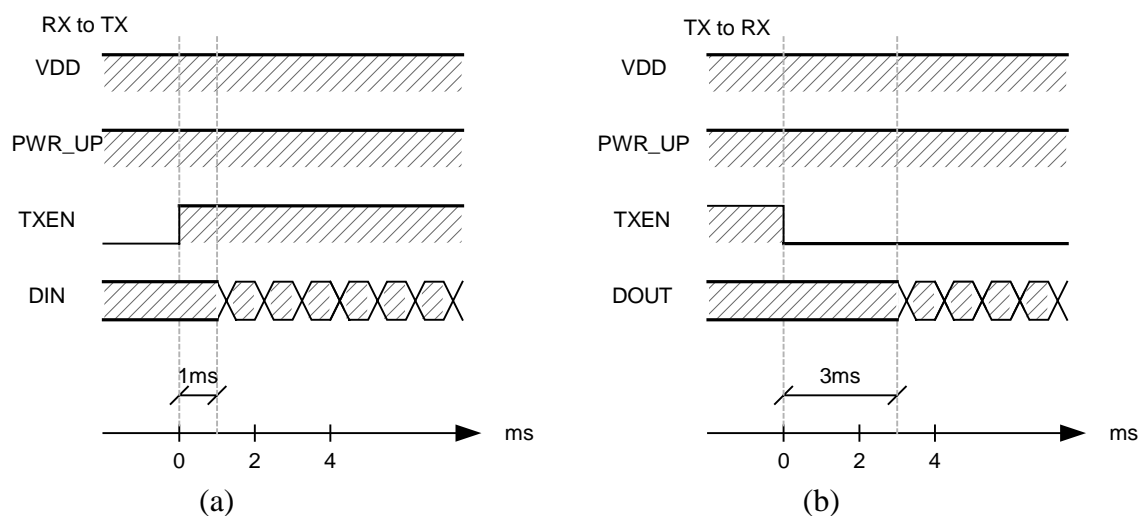 RX to TX
VDD
PWR_UP
TXEN
DIN
1ms
ms
0 2 4
(a)
TX to RX
VDD
PWR_UP
TXEN
DOUT
3ms
ms
0 2 4
(b)